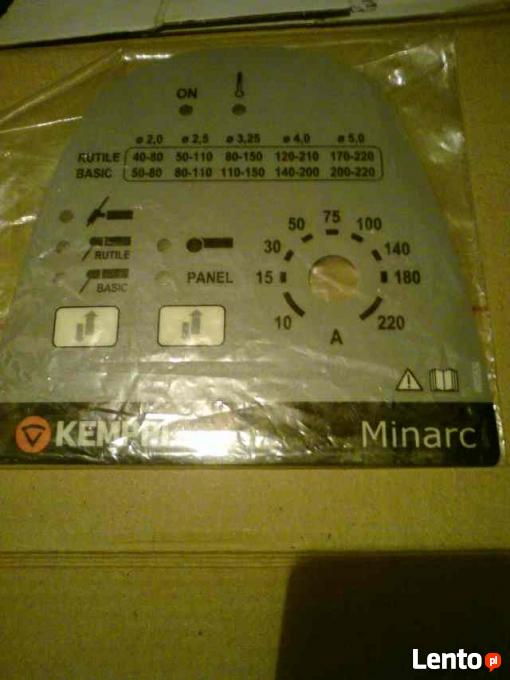 ON
ø 2,0 ø 2,5 ø 3,25 ø 4,0 ø 5,0
RUTILE 40-80 50-110 80-150 120-210 170-220
BASIC 50-80 80-110 110-150 140-200 200-220
RUTILE
BASIC
PANEL
10 15 30 50 75 100 140 180 220
A
Minarc
Lento pl